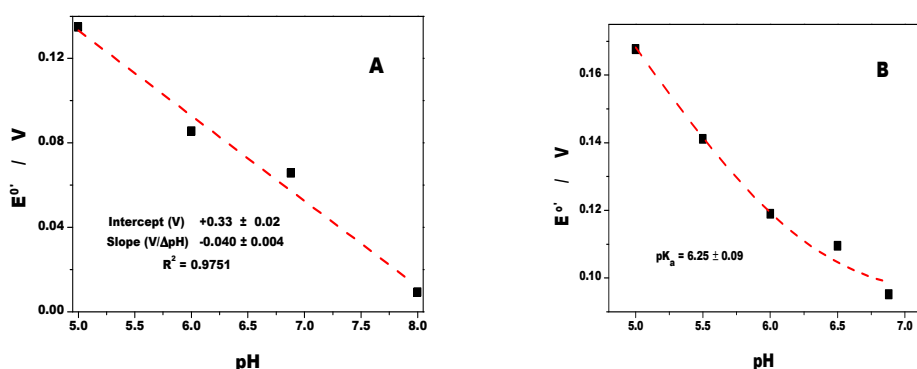 A
0.12
0.08
0.04
0.00
E⁰' / V
Intercept (V) +0.33 ± 0.02
Slope (V/ΔpH) -0.040 ± 0.004
R² = 0.9751
5.0 5.5 6.0 6.5 7.0 7.5 8.0
pH
B
0.16
0.14
0.12
0.10
E⁰' / V
pKₐ = 6.25 ± 0.09
5.0 5.5 6.0 6.5 7.0
pH